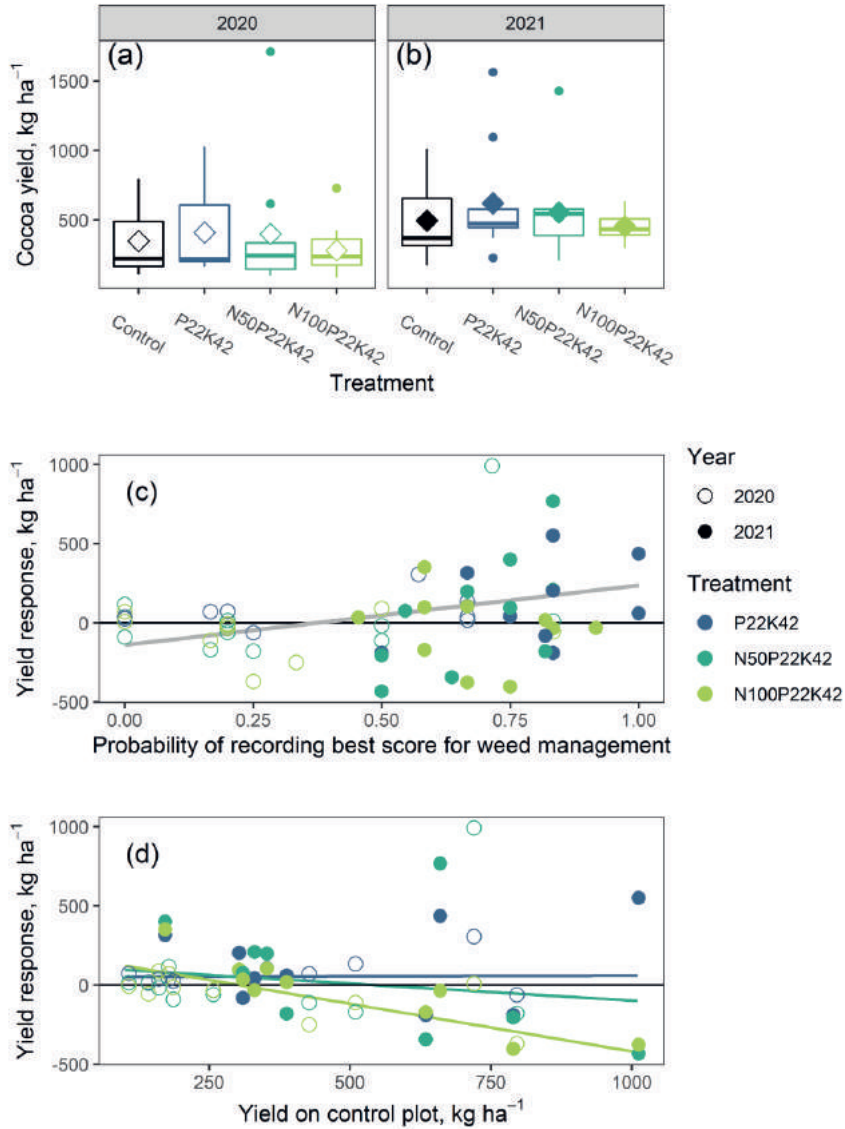 2020 2021
(a) (b)
Cocoa yield, kg ha⁻¹
1500
1000
500
Control P22K42 N50P22K42 N100P22K42 Control P22K42 N50P22K42 N100P22K42
Treatment
(c)
Yield response, kg ha⁻¹
1000
500
0
-500
0.00 0.25 0.50 0.75 1.00
Probability of recording best score for weed management
Year
2020
2021
Treatment
P22K42
N50P22K42
N100P22K42
(d)
Yield response, kg ha⁻¹
1000
500
0
-500
250 500 750 1000
Yield on control plot, kg ha⁻¹